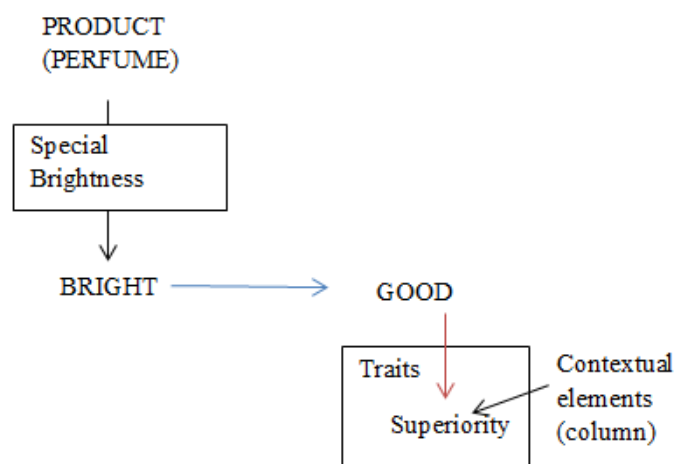 PRODUCT
(PERFUME)
Special
Brightness
BRIGHT
GOOD
Traits
Superiority
Contextual
elements
(column)